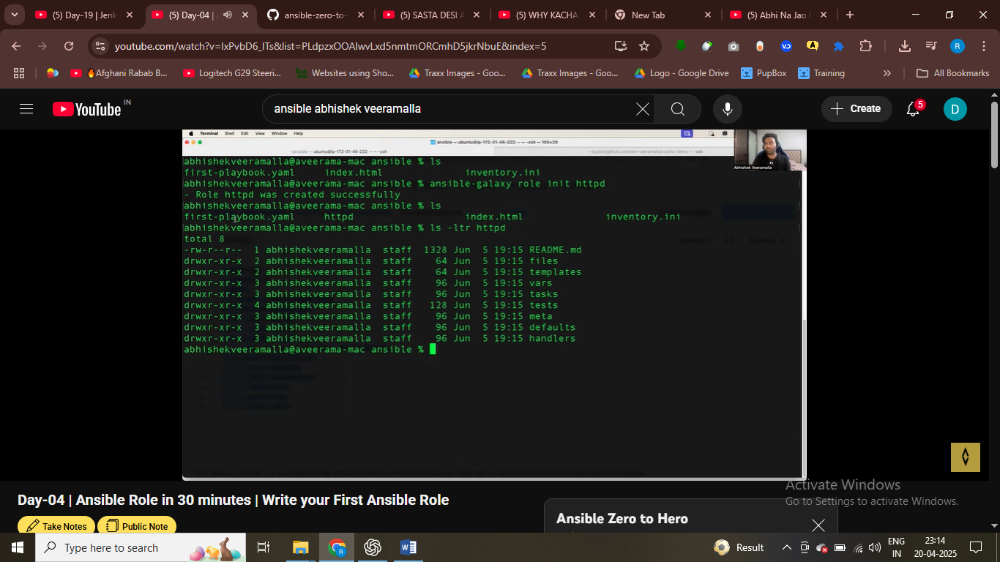 (5) Day-19 | Jenk
(5) Day-04 | A
ansible-zero-to-
(5) SASTA DESI A
(5) WHY KACHA
New Tab
(5) Abhi Na Jao C
youtube.com/watch?v=IxPvbD6_lTs&list=PLdpzxOOAlwvLxd5nmtmORCmhD5jkrNbuE&index=5
R
🔥Afghani Rabab B...
Logitech G29 Steeri...
Websites using Sho...
Traxx Images - Goo...
Traxx Images - Goo...
Logo - Google Drive
PupBox
Training
»
All Bookmarks
YouTube IN
ansible abhishek veeramalla
Create
5
D
Terminal Shell Edit View Window Help
ansible — ubuntu@ip-172-31-46-222: ~ — -zsh — 105x29
~/ansible — ubuntu@ip-172-31-46-222: ~ — -zsh
Abhishek Veeramalla
abhishekveeramalla@aveerama-mac ansible % ls
first-playbook.yaml index.html inventory.ini
abhishekveeramalla@aveerama-mac ansible % ansible-galaxy role init httpd
- Role httpd was created successfully
abhishekveeramalla@aveerama-mac ansible % ls
first-playbook.yaml httpd index.html inventory.ini
abhishekveeramalla@aveerama-mac ansible % ls -ltr httpd
total 8
-rw-r--r-- 1 abhishekveeramalla staff 1328 Jun 5 19:15 README.md
drwxr-xr-x 2 abhishekveeramalla staff 64 Jun 5 19:15 files
drwxr-xr-x 2 abhishekveeramalla staff 64 Jun 5 19:15 templates
drwxr-xr-x 3 abhishekveeramalla staff 96 Jun 5 19:15 vars
drwxr-xr-x 3 abhishekveeramalla staff 96 Jun 5 19:15 tasks
drwxr-xr-x 4 abhishekveeramalla staff 128 Jun 5 19:15 tests
drwxr-xr-x 3 abhishekveeramalla staff 96 Jun 5 19:15 meta
drwxr-xr-x 3 abhishekveeramalla staff 96 Jun 5 19:15 defaults
drwxr-xr-x 3 abhishekveeramalla staff 96 Jun 5 19:15 handlers
abhishekveeramalla@aveerama-mac ansible %
Day-04 | Ansible Role in 30 minutes | Write your First Ansible Role
Take Notes
Public Note
Ansible Zero to Hero
Activate Windows
Go to Settings to activate Windows.
Type here to search
Result
ENG
IN
23:14
20-04-2025